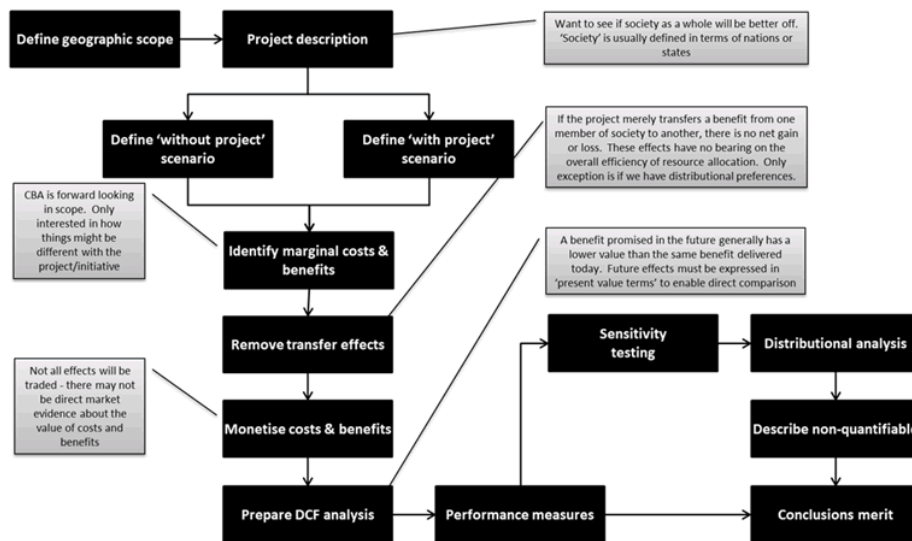 Define geographic scope
Project description
Want to see if society as a whole will be better off.
‘Society’ is usually defined in terms of nations or
states
Define ‘without project’
scenario
Define ‘with project’
scenario
If the project merely transfers a benefit from one
member of society to another, there is no net gain
or loss. These effects have no bearing on the
overall efficiency of resource allocation. Only
exception is if we have distributional preferences.
CBA is forward looking
in scope. Only
interested in how
things might be
different with the
project/initiative
Identify marginal costs &
benefits
A benefit promised in the future generally has a
lower value than the same benefit delivered
today. Future effects must be expressed in
‘present value terms’ to enable direct comparison
Remove transfer effects
Sensitivity
testing
Distributional analysis
Not all effects will be
traded - there may not
be direct market
evidence about the
value of costs and
benefits
Monetise costs & benefits
Describe non-quantifiable
Prepare DCF analysis
Performance measures
Conclusions merit